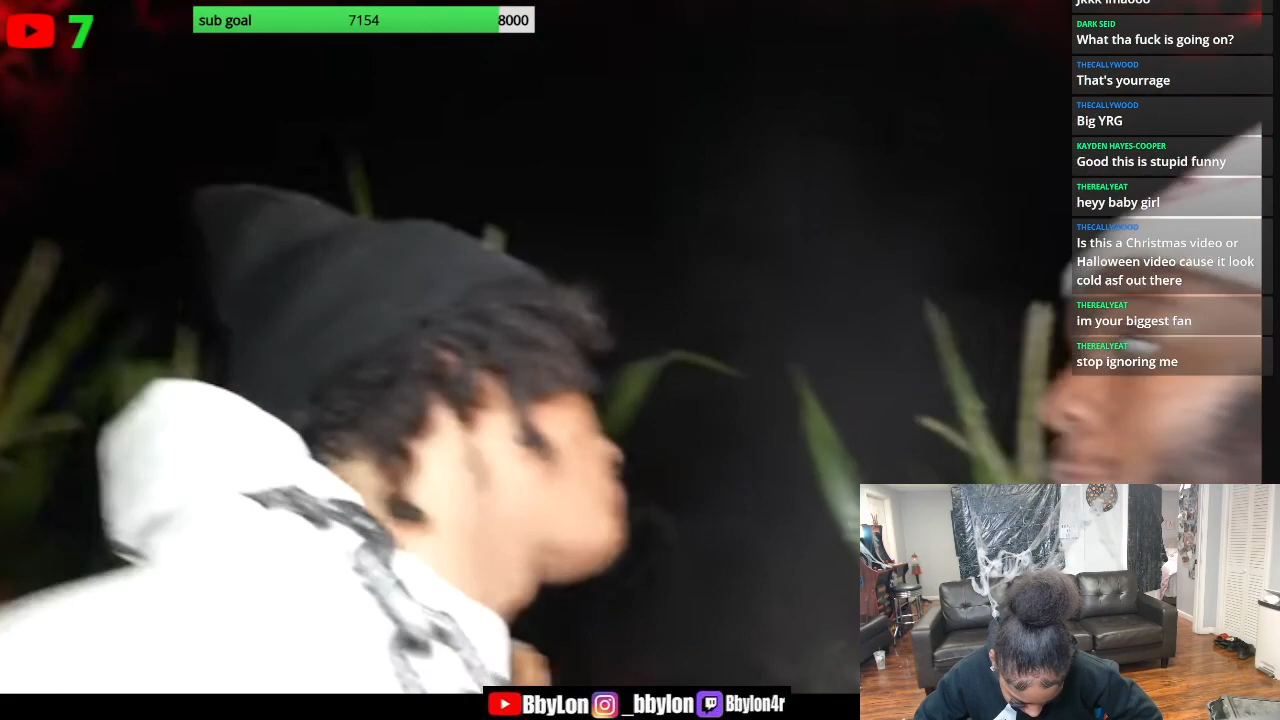 7
sub goal 7154 8000
DARK SEID
What tha fuck is going on?
THECALLYWOOD
That's yourrage
THECALLYWOOD
Big YRG
KAYDEN HAYES-COOPER
Good this is stupid funny
THEREALYEAT
heyy baby girl
THECALLYWOOD
Is this a Christmas video or
Halloween video cause it look
cold asf out there
THEREALYEAT
im your biggest fan
THEREALYEAT
stop ignoring me
BbyLon _bbylon Bbylon4r